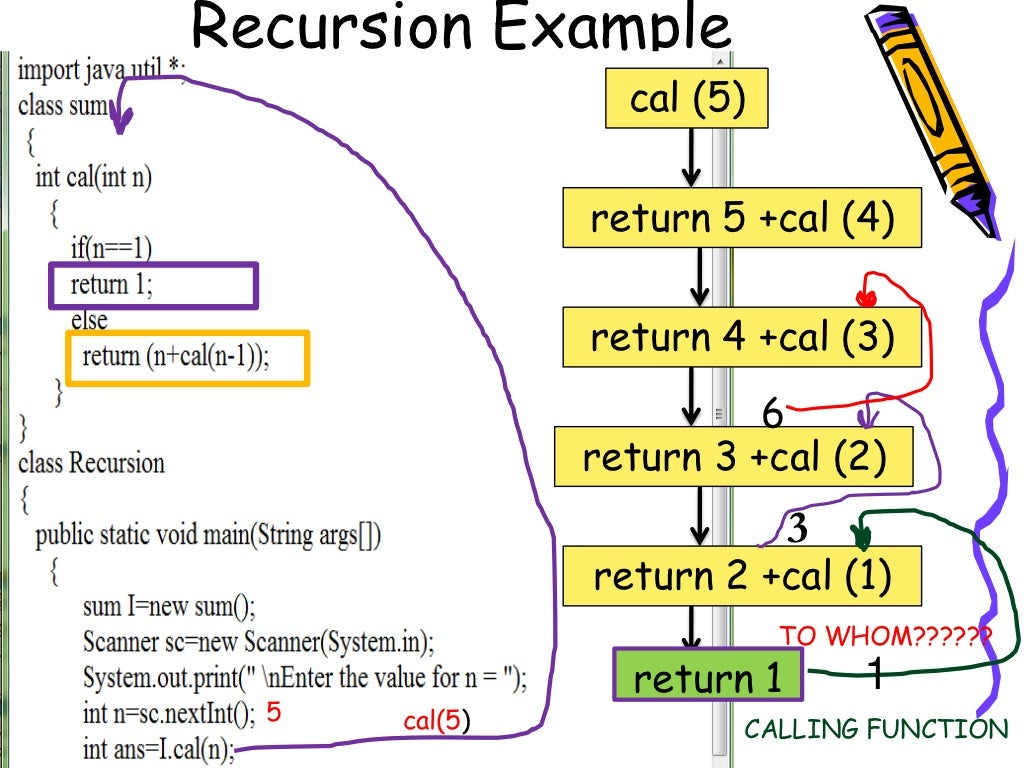 Recursion Example
import java util *;
class sum
{
int cal(int n)
{
if(n==1)
return 1;
else
return (n+cal(n-1));
}
}
class Recursion
{
public static void main(String args[])
{
sum I=new sum();
Scanner sc=new Scanner(System.in);
System.out.print(" \nEnter the value for n = ");
int n=sc.nextInt(); 5
cal(5)
int ans=I.cal(n);
cal (5)
return 5 +cal (4)
return 4 +cal (3)
6
return 3 +cal (2)
3
return 2 +cal (1)
TO WHOM??????
return 1
1
CALLING FUNCTION